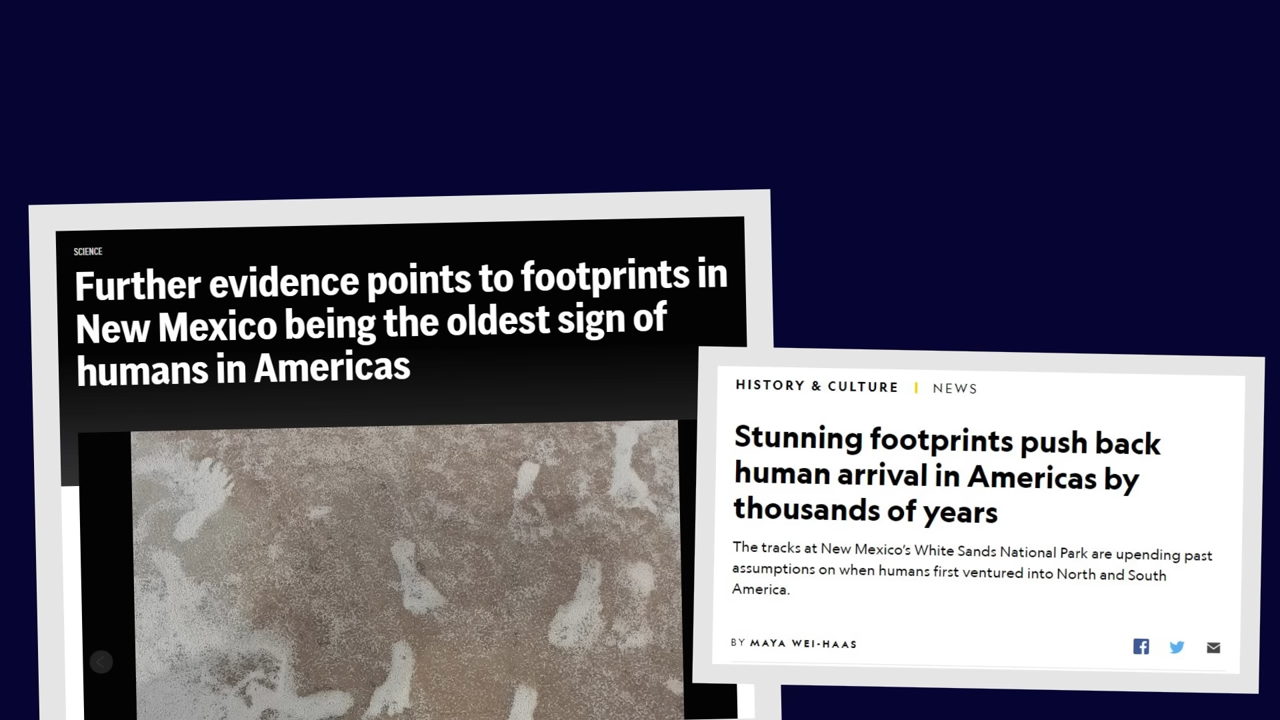 SCIENCE
Further evidence points to footprints in
New Mexico being the oldest sign of
humans in Americas
HISTORY & CULTURE | NEWS
Stunning footprints push back
human arrival in Americas by
thousands of years
The tracks at New Mexico's White Sands National Park are upending past
assumptions on when humans first ventured into North and South
America.
BY MAYA WEI-HAAS